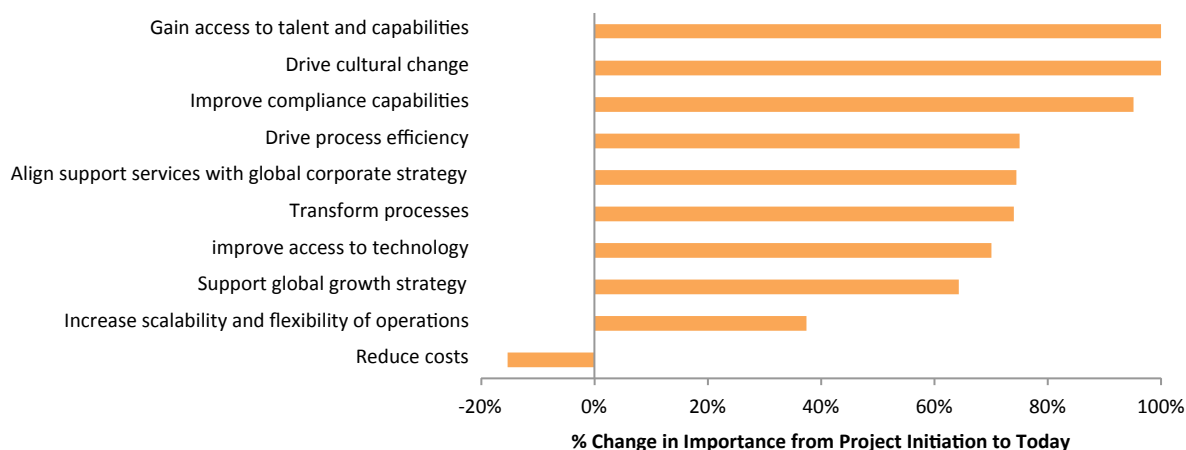 Gain access to talent and capabilities
Drive cultural change
Improve compliance capabilities
Drive process efficiency
Align support services with global corporate strategy
Transform processes
improve access to technology
Support global growth strategy
Increase scalability and flexibility of operations
Reduce costs
-20% 0% 20% 40% 60% 80% 100%
% Change in Importance from Project Initiation to Today